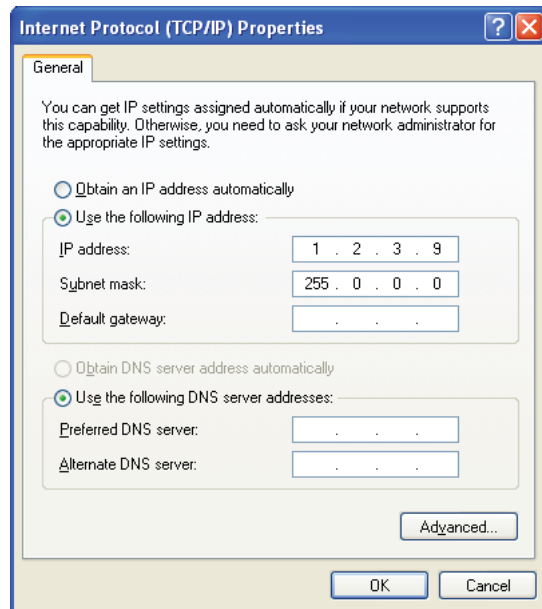 Internet Protocol (TCP/IP) Properties
General
You can get IP settings assigned automatically if your network supports
this capability. Otherwise, you need to ask your network administrator for
the appropriate IP settings.
Obtain an IP address automatically
Use the following IP address:
IP address: 1 . 2 . 3 . 9
Subnet mask: 255 . 0 . 0 . 0
Default gateway: . . .
Obtain DNS server address automatically
Use the following DNS server addresses:
Preferred DNS server: . . .
Alternate DNS server: . . .
Advanced...
OK Cancel